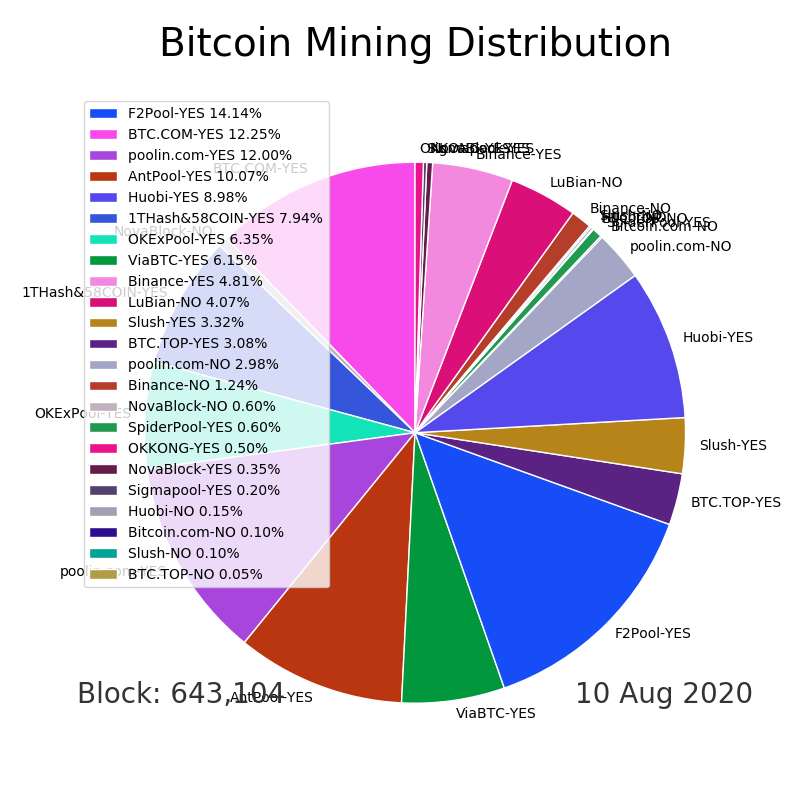 Bitcoin Mining Distribution
F2Pool-YES 14.14%
BTC.COM-YES 12.25%
poolin.com-YES 12.00%
AntPool-YES 10.07%
Huobi-YES 8.98%
1THash&58COIN-YES 7.94%
OKExPool-YES 6.35%
ViaBTC-YES 6.15%
Binance-YES 4.81%
LuBian-NO 4.07%
Slush-YES 3.32%
BTC.TOP-YES 3.08%
poolin.com-NO 2.98%
Binance-NO 1.24%
NovaBlock-NO 0.60%
SpiderPool-YES 0.60%
OKKONG-YES 0.50%
NovaBlock-YES 0.35%
Sigmapool-YES 0.20%
Huobi-NO 0.15%
Bitcoin.com-NO 0.10%
Slush-NO 0.10%
BTC.TOP-NO 0.05%
BTC.COM-YES
NovaBlock-NO
1THash&58COIN-YES
OKExPool-YES
poolin.com-YES
AntPool-YES
ViaBTC-YES
F2Pool-YES
BTC.TOP-YES
Slush-YES
Huobi-YES
poolin.com-NO
Bitcoin.com-NO
Binance-NO
LuBian-NO
Binance-YES
Block: 643,104
10 Aug 2020